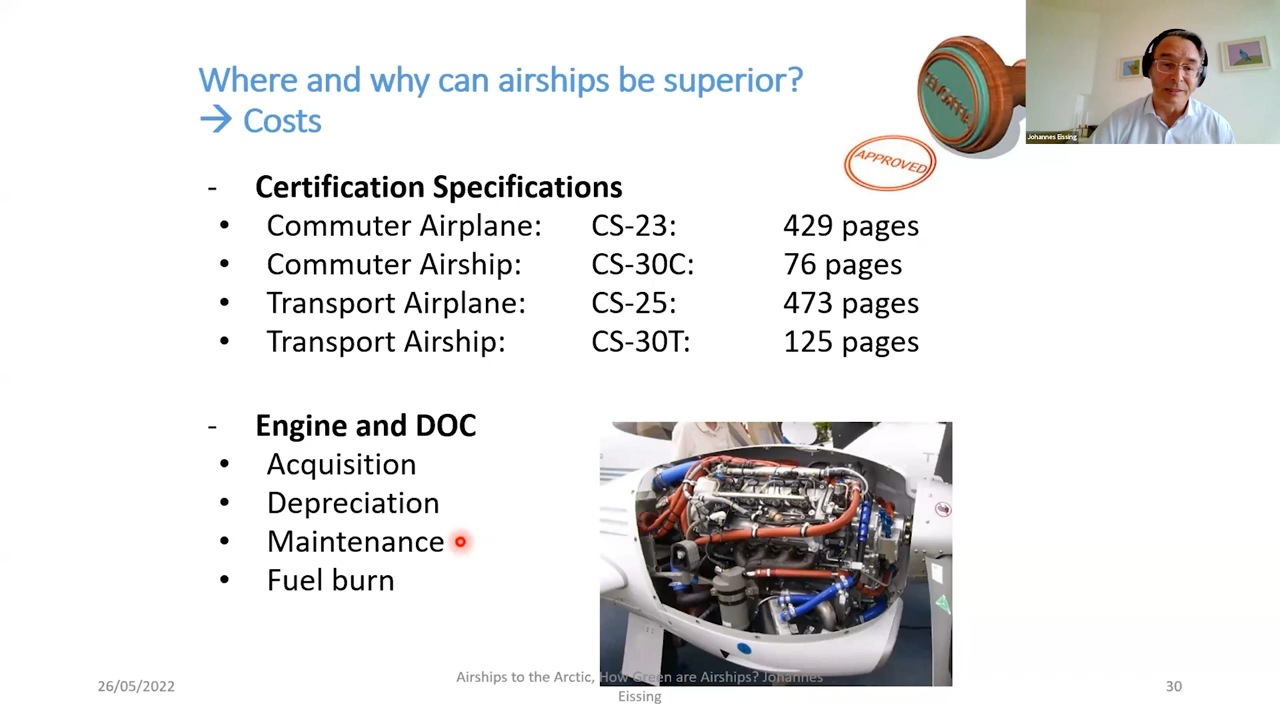 Where and why can airships be superior?
→ Costs
APPROVED
Johannes Eissing
- Certification Specifications
• Commuter Airplane: CS-23: 429 pages
• Commuter Airship: CS-30C: 76 pages
• Transport Airplane: CS-25: 473 pages
• Transport Airship: CS-30T: 125 pages
- Engine and DOC
• Acquisition
• Depreciation
• Maintenance
• Fuel burn
26/05/2022
Airships to the Arctic, How Green are Airships? Johannes
Eissing
30